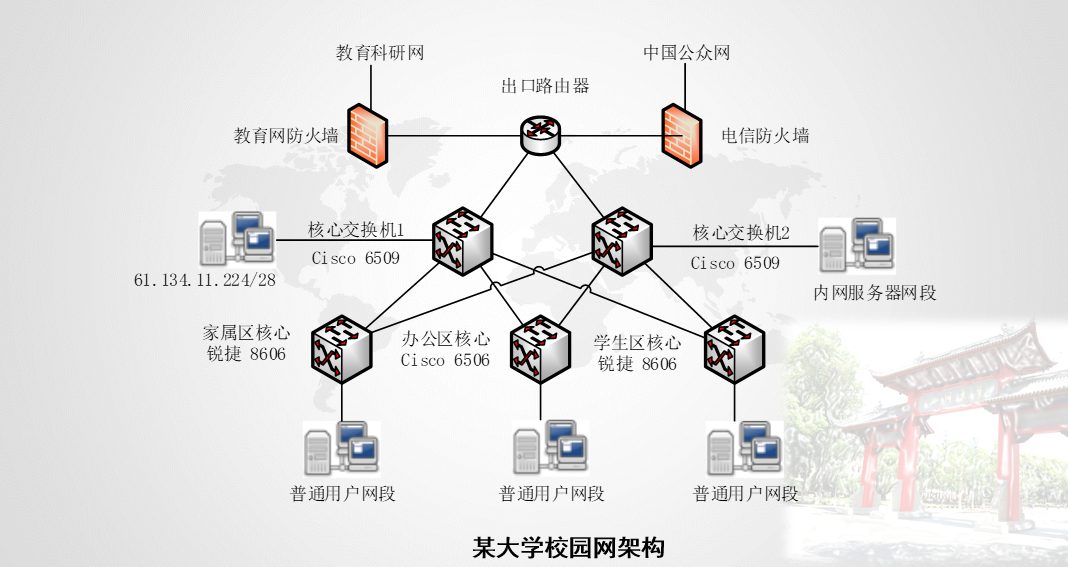 教育科研网
中国公众网
出口路由器
教育网防火墙
电信防火墙
核心交换机1
Cisco 6509
核心交换机2
Cisco 6509
61.134.11.224/28
内网服务器网段
家属区核心
锐捷 8606
办公区核心
Cisco 6506
学生区核心
锐捷 8606
普通用户网段
普通用户网段
普通用户网段
某大学校园网架构